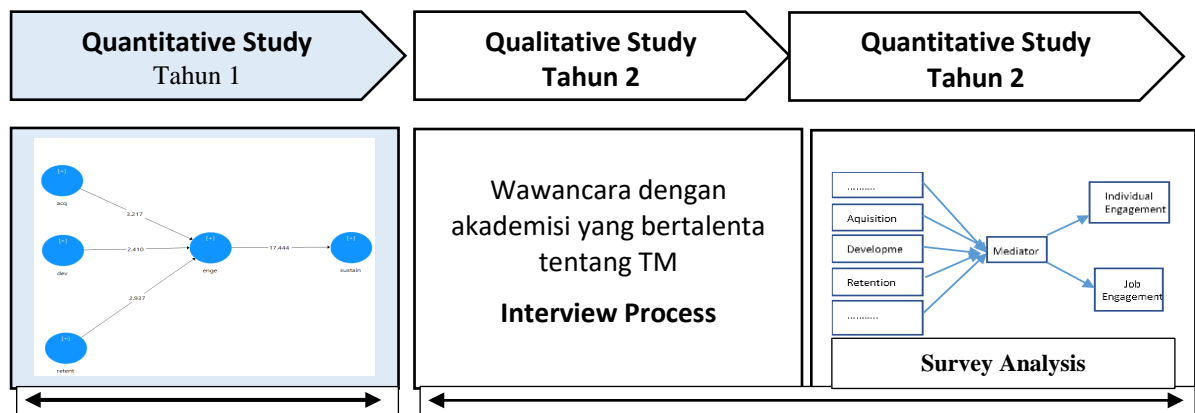 Quantitative Study
Tahun 1
Qualitative Study
Tahun 2
Quantitative Study
Tahun 2
[+]
acq
3.217
[+]
dev
2.410
[+]
enge
17.444
[+]
sustain
2.937
[+]
retent
Wawancara dengan
akademisi yang bertalenta
tentang TM
Interview Process
..........
Aquisition
Developme
Retention
...........
Mediator
Individual
Engagement
Job
Engagement
Survey Analysis